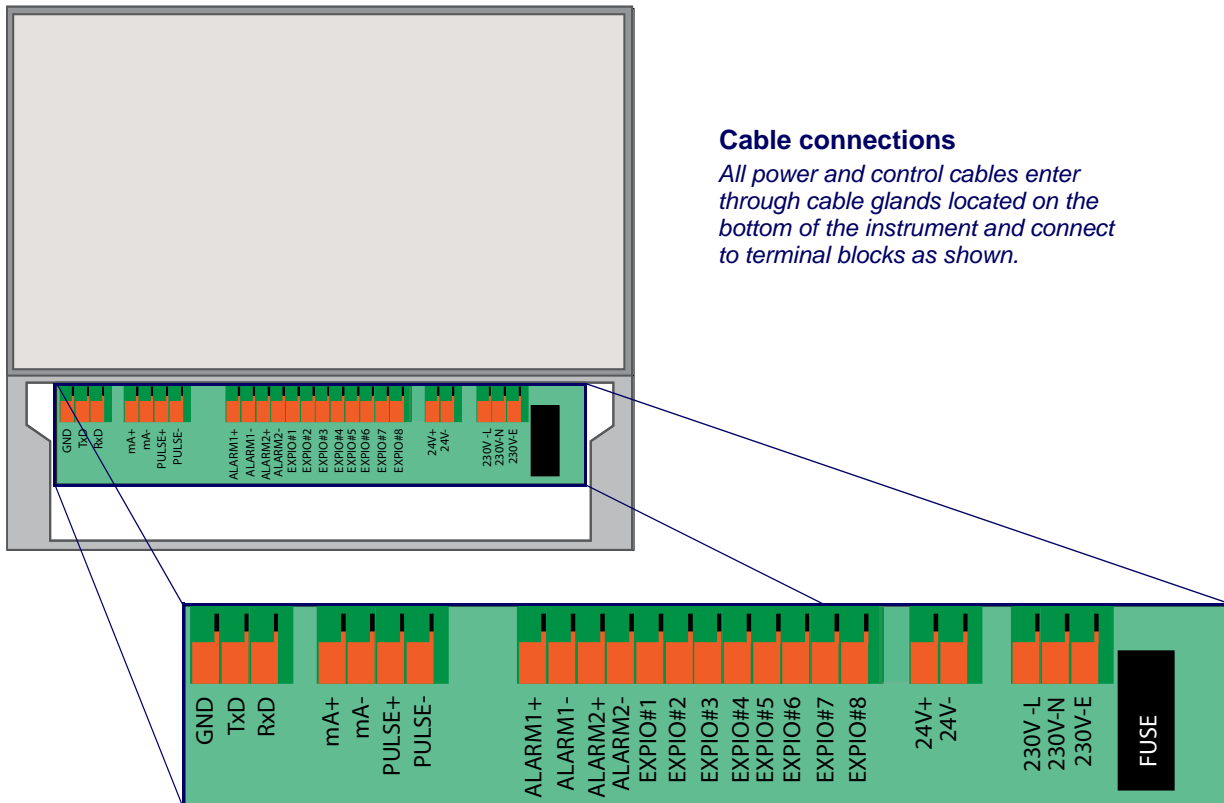 Cable connections
All power and control cables enter
through cable glands located on the
bottom of the instrument and connect
to terminal blocks as shown.
GND
TxD
RxD
mA+
mA-
PULSE+
PULSE-
ALARM1+
ALARM1-
ALARM2+
ALARM2-
EXPIO#1
EXPIO#2
EXPIO#3
EXPIO#4
EXPIO#5
EXPIO#6
EXPIO#7
EXPIO#8
24V+
24V-
230V -L
230V-N
230V-E
GND
TxD
RxD
mA+
mA-
PULSE+
PULSE-
ALARM1+
ALARM1-
ALARM2+
ALARM2-
EXPIO#1
EXPIO#2
EXPIO#3
EXPIO#4
EXPIO#5
EXPIO#6
EXPIO#7
EXPIO#8
24V+
24V-
230V -L
230V-N
230V-E
FUSE